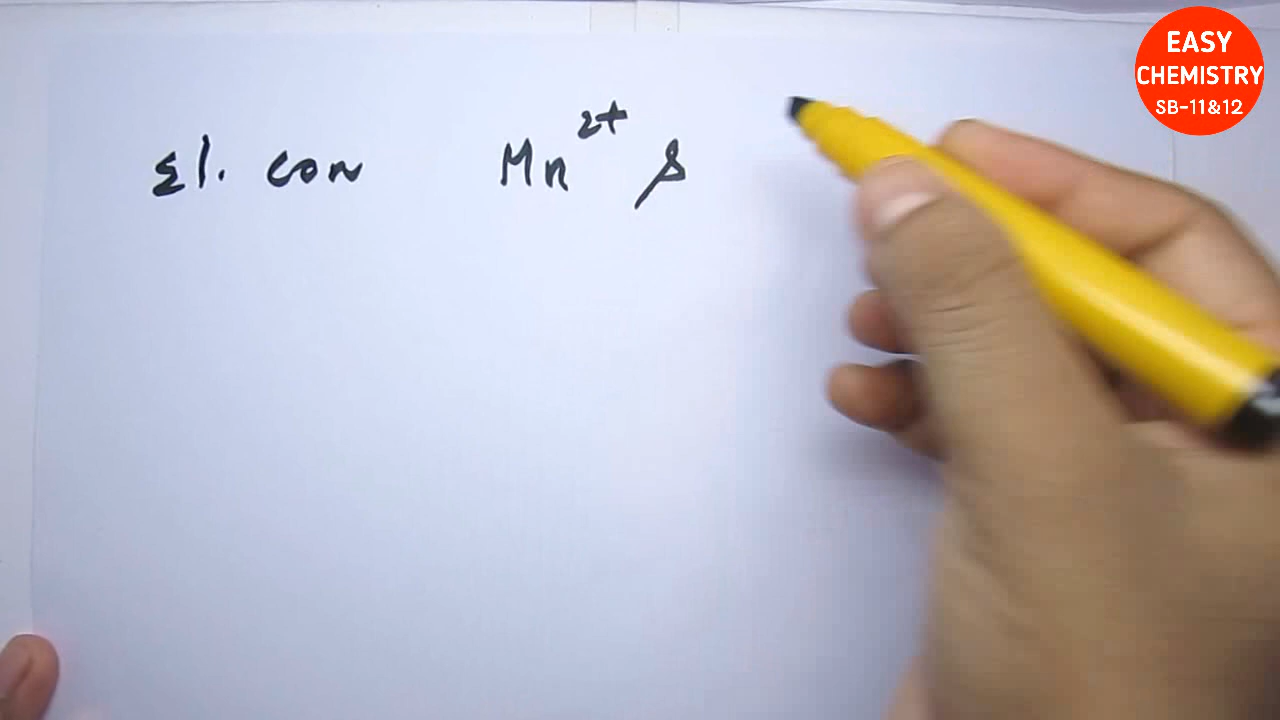 El. con Mn²⁺ &
EASY
CHEMISTRY
SB-11&12